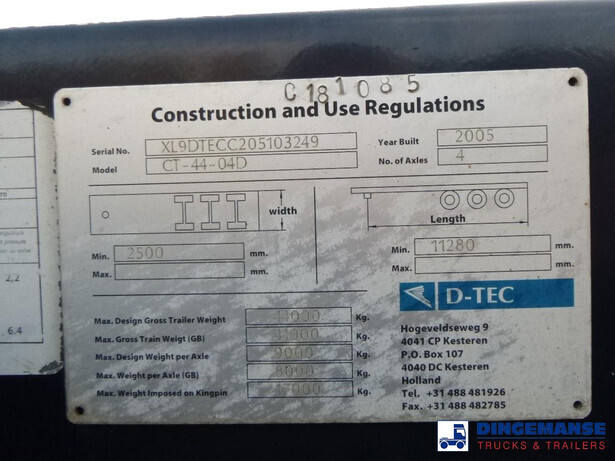 C181085
Construction and Use Regulations
Serial No. XL9DTECC205103249 Year Built 2005
Model CT-44-04D No. of Axles 4
width
Length
Min. 2500 mm. Min. 11280 mm.
Max. mm. Max. mm.
D-TEC
Max. Design Gross Trailer Weight Kg.
Max. Gross Train Weigt (GB) Kg.
Max. Design Weight per Axle 9000 Kg.
Max. Weight per Axle (GB) 8000 Kg.
Max. Weight Imposed on Kingpin Kg.
Hogeveldseweg 9
4041 CP Kesteren
P.O. Box 107
4040 DC Kesteren
Holland
Tel. +31 488 481926
Fax. +31 488 482785
2,2
6.4
DINGEMANSE
TRUCKS & TRAILERS